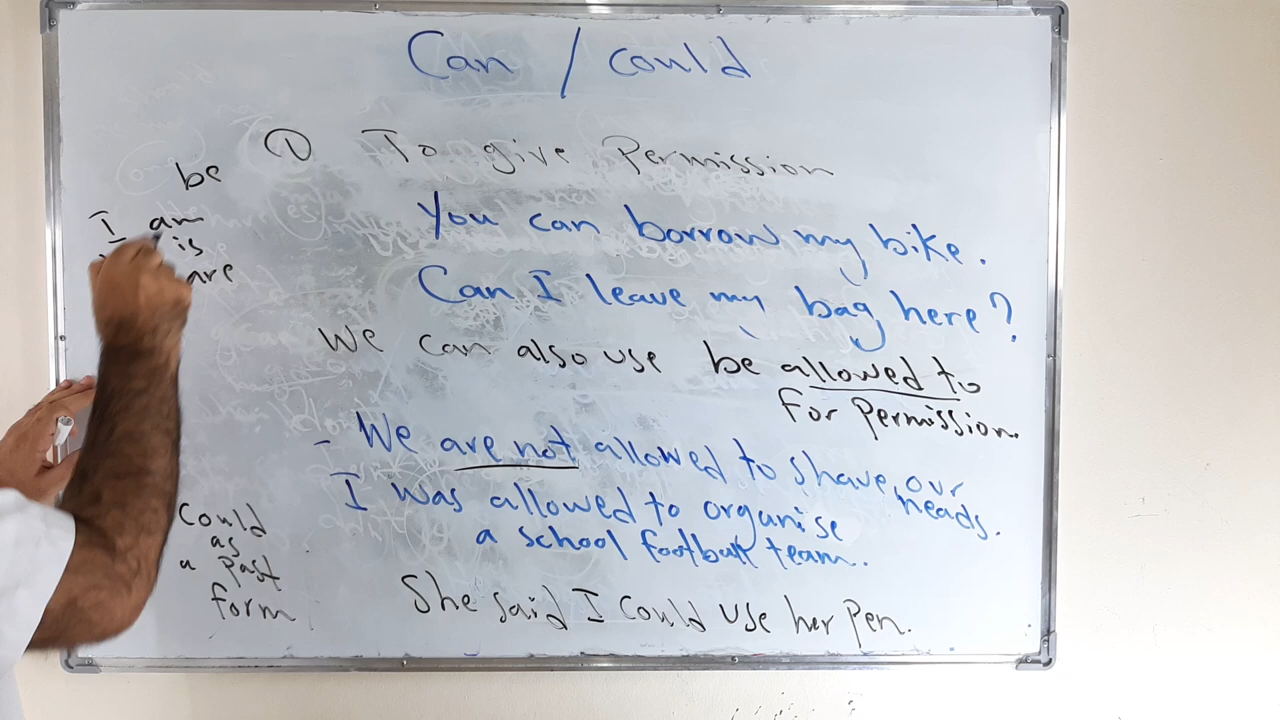 Can / could
① To give Permission
be
I am
is
are
You can borrow my bike.
Can I leave my bag here?
We can also use be allowed to
for Permission.
- We are not allowed to shave our
heads.
I was allowed to organise
a school football team.
Could
as
a past
form
She said I could use her pen.